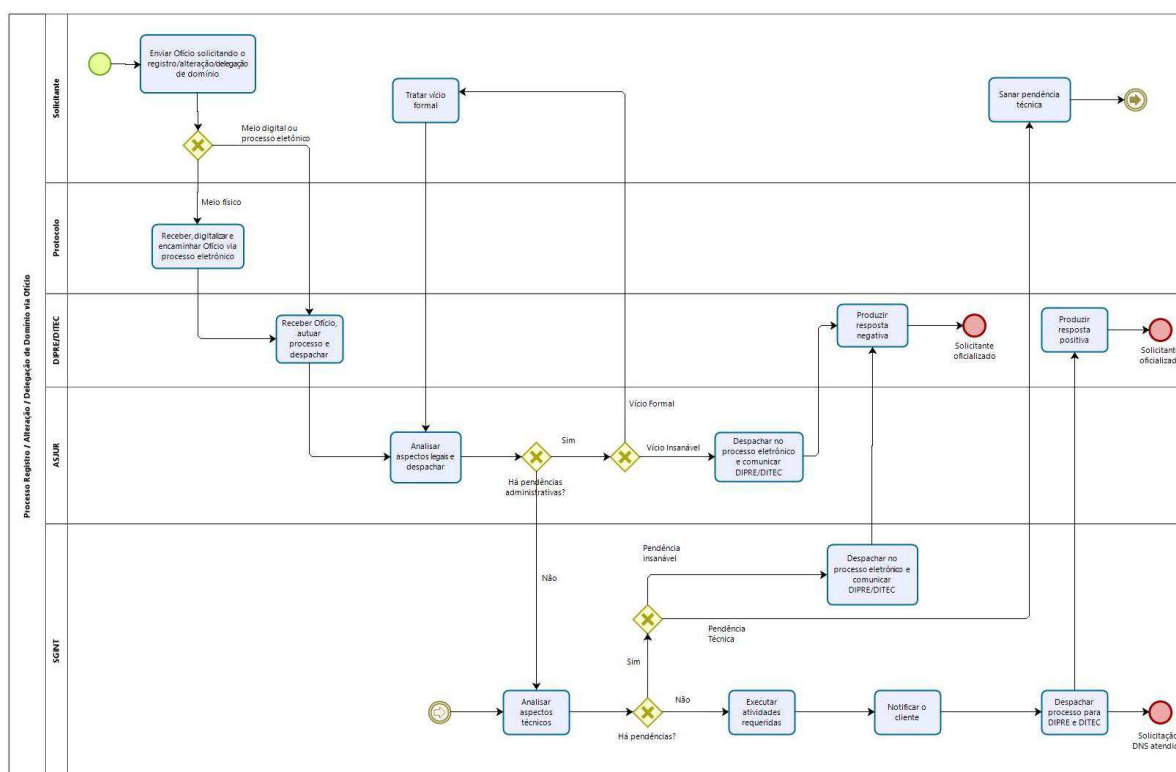 Processo Registro / Alteração / Delegação de Domínio via Ofício
Solicitante
Enviar Ofício solicitando o
registro/alteração/delegação
de domínio
Meio digital ou
processo eletônico
Meio físico
Tratar vício
formal
Sanar pendência
técnica
Protocolo
Receber, digitalizar e
encaminhar Ofício via
processo eletrônico
DIPRE/DITEC
Receber Ofício,
autuar
processo e
despachar
Produzir
resposta
negativa
Solicitante
oficializado
Produzir
resposta
positiva
Solicitante
oficializad
ASJUR
Analisar
aspectos legais e
despachar
Há pendências
administrativas?
Sim
Vício Formal
Vício Insanável
Despachar no
processo eletrônico
e comunicar
DIPRE/DITEC
Não
SGINT
Pendência
insanável
Despachar no
processo eletrônico e
comunicar
DIPRE/DITEC
Pendência
Técnica
Sim
Analisar
aspectos
técnicos
Há pendências?
Não
Executar
atividades
requeridas
Notificar o
cliente
Despachar
processo para
DIPRE e DITEC
Solicitação
DNS atendid